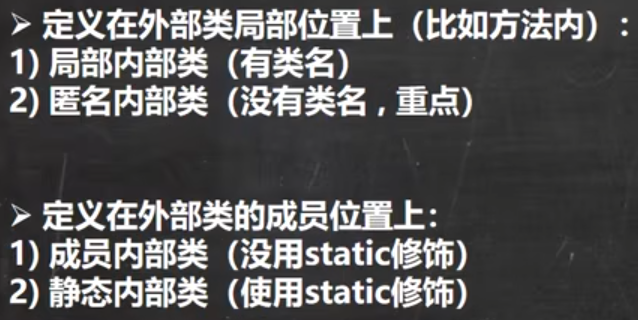 ➢ 定义在外部类局部位置上（比如方法内）：
1) 局部内部类（有类名）
2) 匿名内部类（没有类名，重点）
➢ 定义在外部类的成员位置上：
1) 成员内部类（没用static修饰）
2) 静态内部类（使用static修饰）